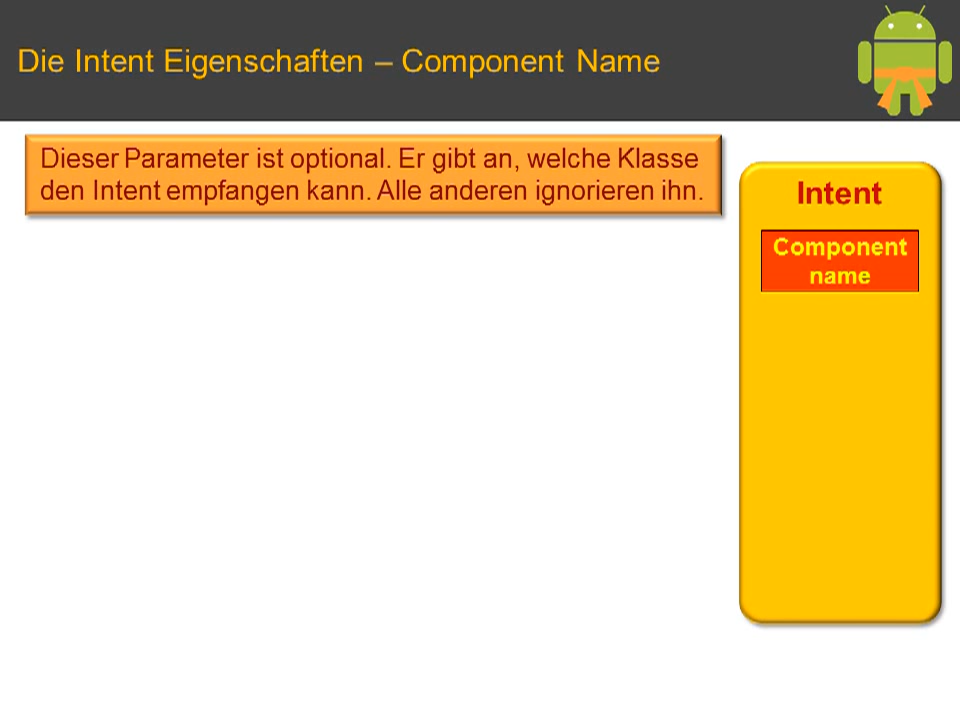 Die Intent Eigenschaften – Component Name
Dieser Parameter ist optional. Er gibt an, welche Klasse
den Intent empfangen kann. Alle anderen ignorieren ihn.
Intent
Component
name